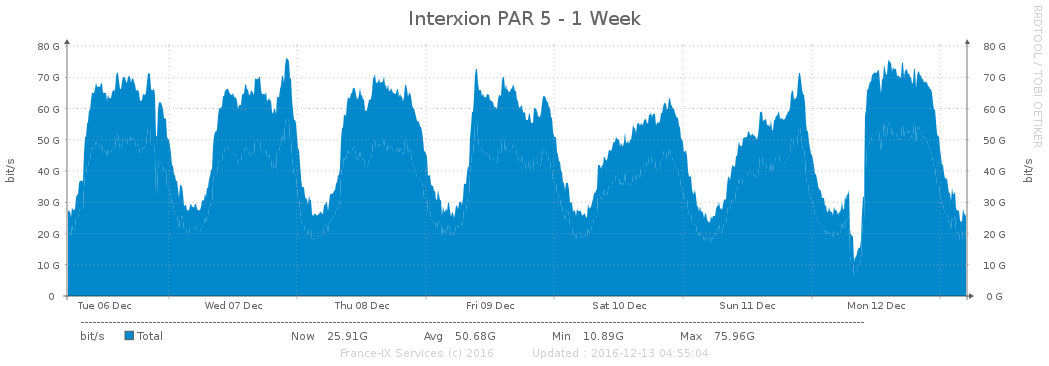 Interxion PAR 5 - 1 Week
RRDTOOL / TOBI OETIKER
80 G 80 G
70 G 70 G
60 G 60 G
50 G 50 G
40 G 40 G
30 G 30 G
20 G 20 G
10 G 10 G
0 0 G
bit/s bit/s
Tue 06 Dec Wed 07 Dec Thu 08 Dec Fri 09 Dec Sat 10 Dec Sun 11 Dec Mon 12 Dec
bit/s Total Now 25.91G Avg 50.68G Min 10.89G Max 75.96G
France-IX Services (c) 2016 Updated : 2016-12-13 04:55:04